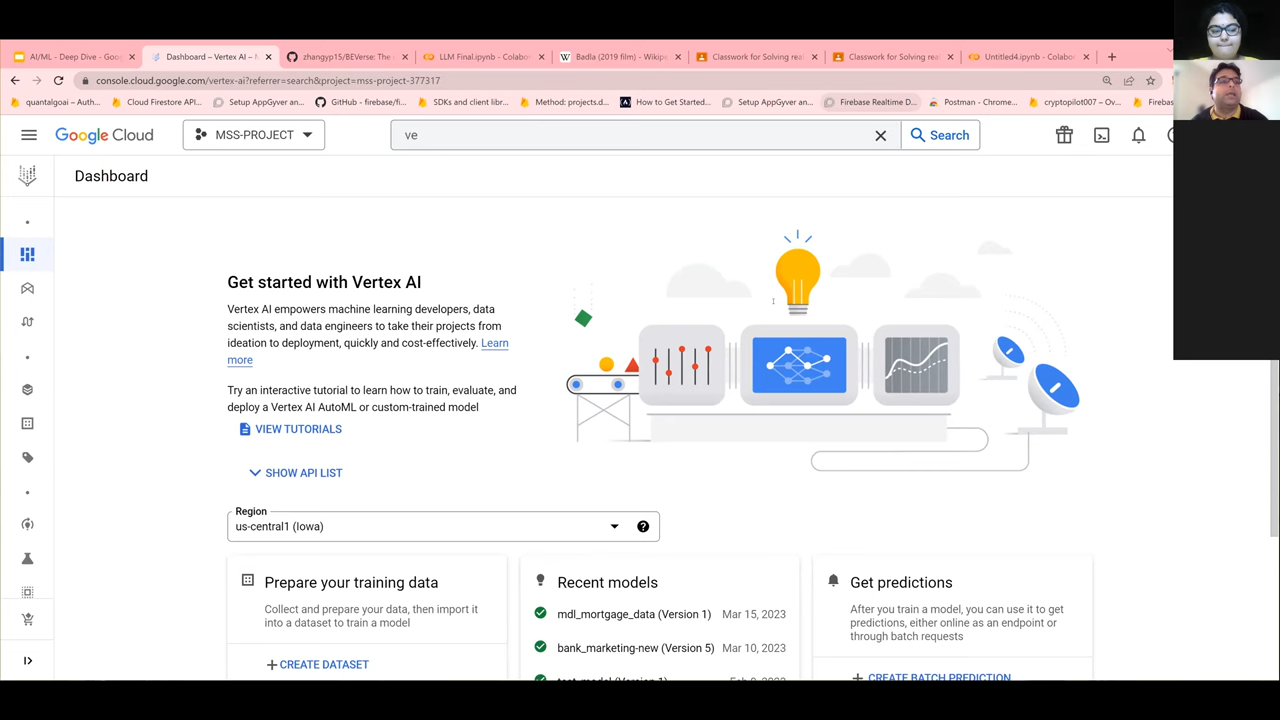 AI/ML - Deep Dive - Goo
Dashboard – Vertex AI –
zhangyp15/BEVerse: The
LLM Final.ipynb - Colabo
Badla (2019 film) - Wikipe
Classwork for Solving rea
Classwork for Solving rea
Untitled4.ipynb - Colabor
console.cloud.google.com/vertex-ai?referrer=search&project=mss-project-377317
quantalgoai – Auth...
Cloud Firestore API...
Setup AppGyver an...
GitHub - firebase/fi...
SDKs and client libr...
Method: projects.d...
How to Get Started...
Setup AppGyver an...
Firebase Realtime D...
Postman - Chrome...
cryptopilot007 – Ov...
Firebas
Google Cloud
MSS-PROJECT
ve
Search
Dashboard
Get started with Vertex AI
Vertex AI empowers machine learning developers, data
scientists, and data engineers to take their projects from
ideation to deployment, quickly and cost-effectively. Learn
more
Try an interactive tutorial to learn how to train, evaluate, and
deploy a Vertex AI AutoML or custom-trained model
VIEW TUTORIALS
SHOW API LIST
Region
us-central1 (Iowa)
Prepare your training data
Collect and prepare your data, then import it
into a dataset to train a model
CREATE DATASET
Recent models
mdl_mortgage_data (Version 1) Mar 15, 2023
bank_marketing-new (Version 5) Mar 10, 2023
Get predictions
After you train a model, you can use it to get
predictions, either online as an endpoint or
through batch requests
CREATE BATCH PREDICTION